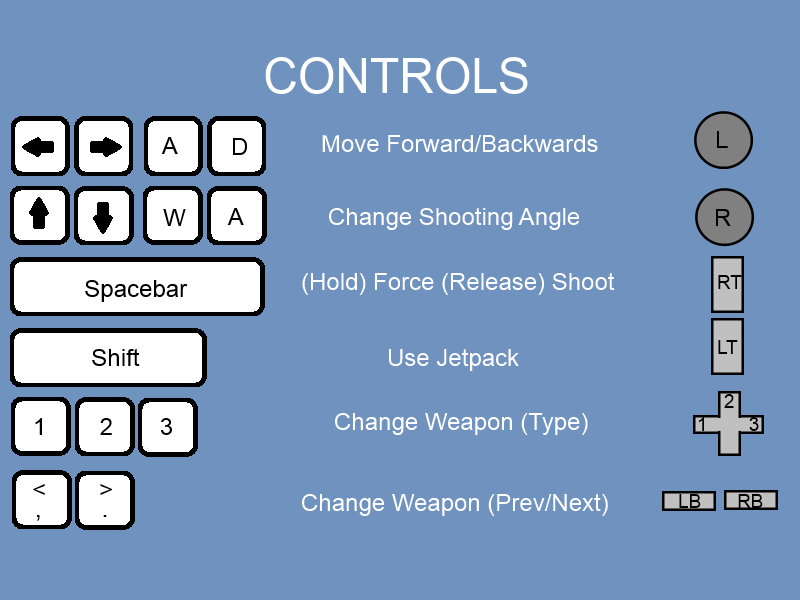 CONTROLS
A D Move Forward/Backwards L
W A Change Shooting Angle R
Spacebar (Hold) Force (Release) Shoot RT
Shift Use Jetpack LT
1 2 3 Change Weapon (Type) 1 2 3
< , > . Change Weapon (Prev/Next) LB RB